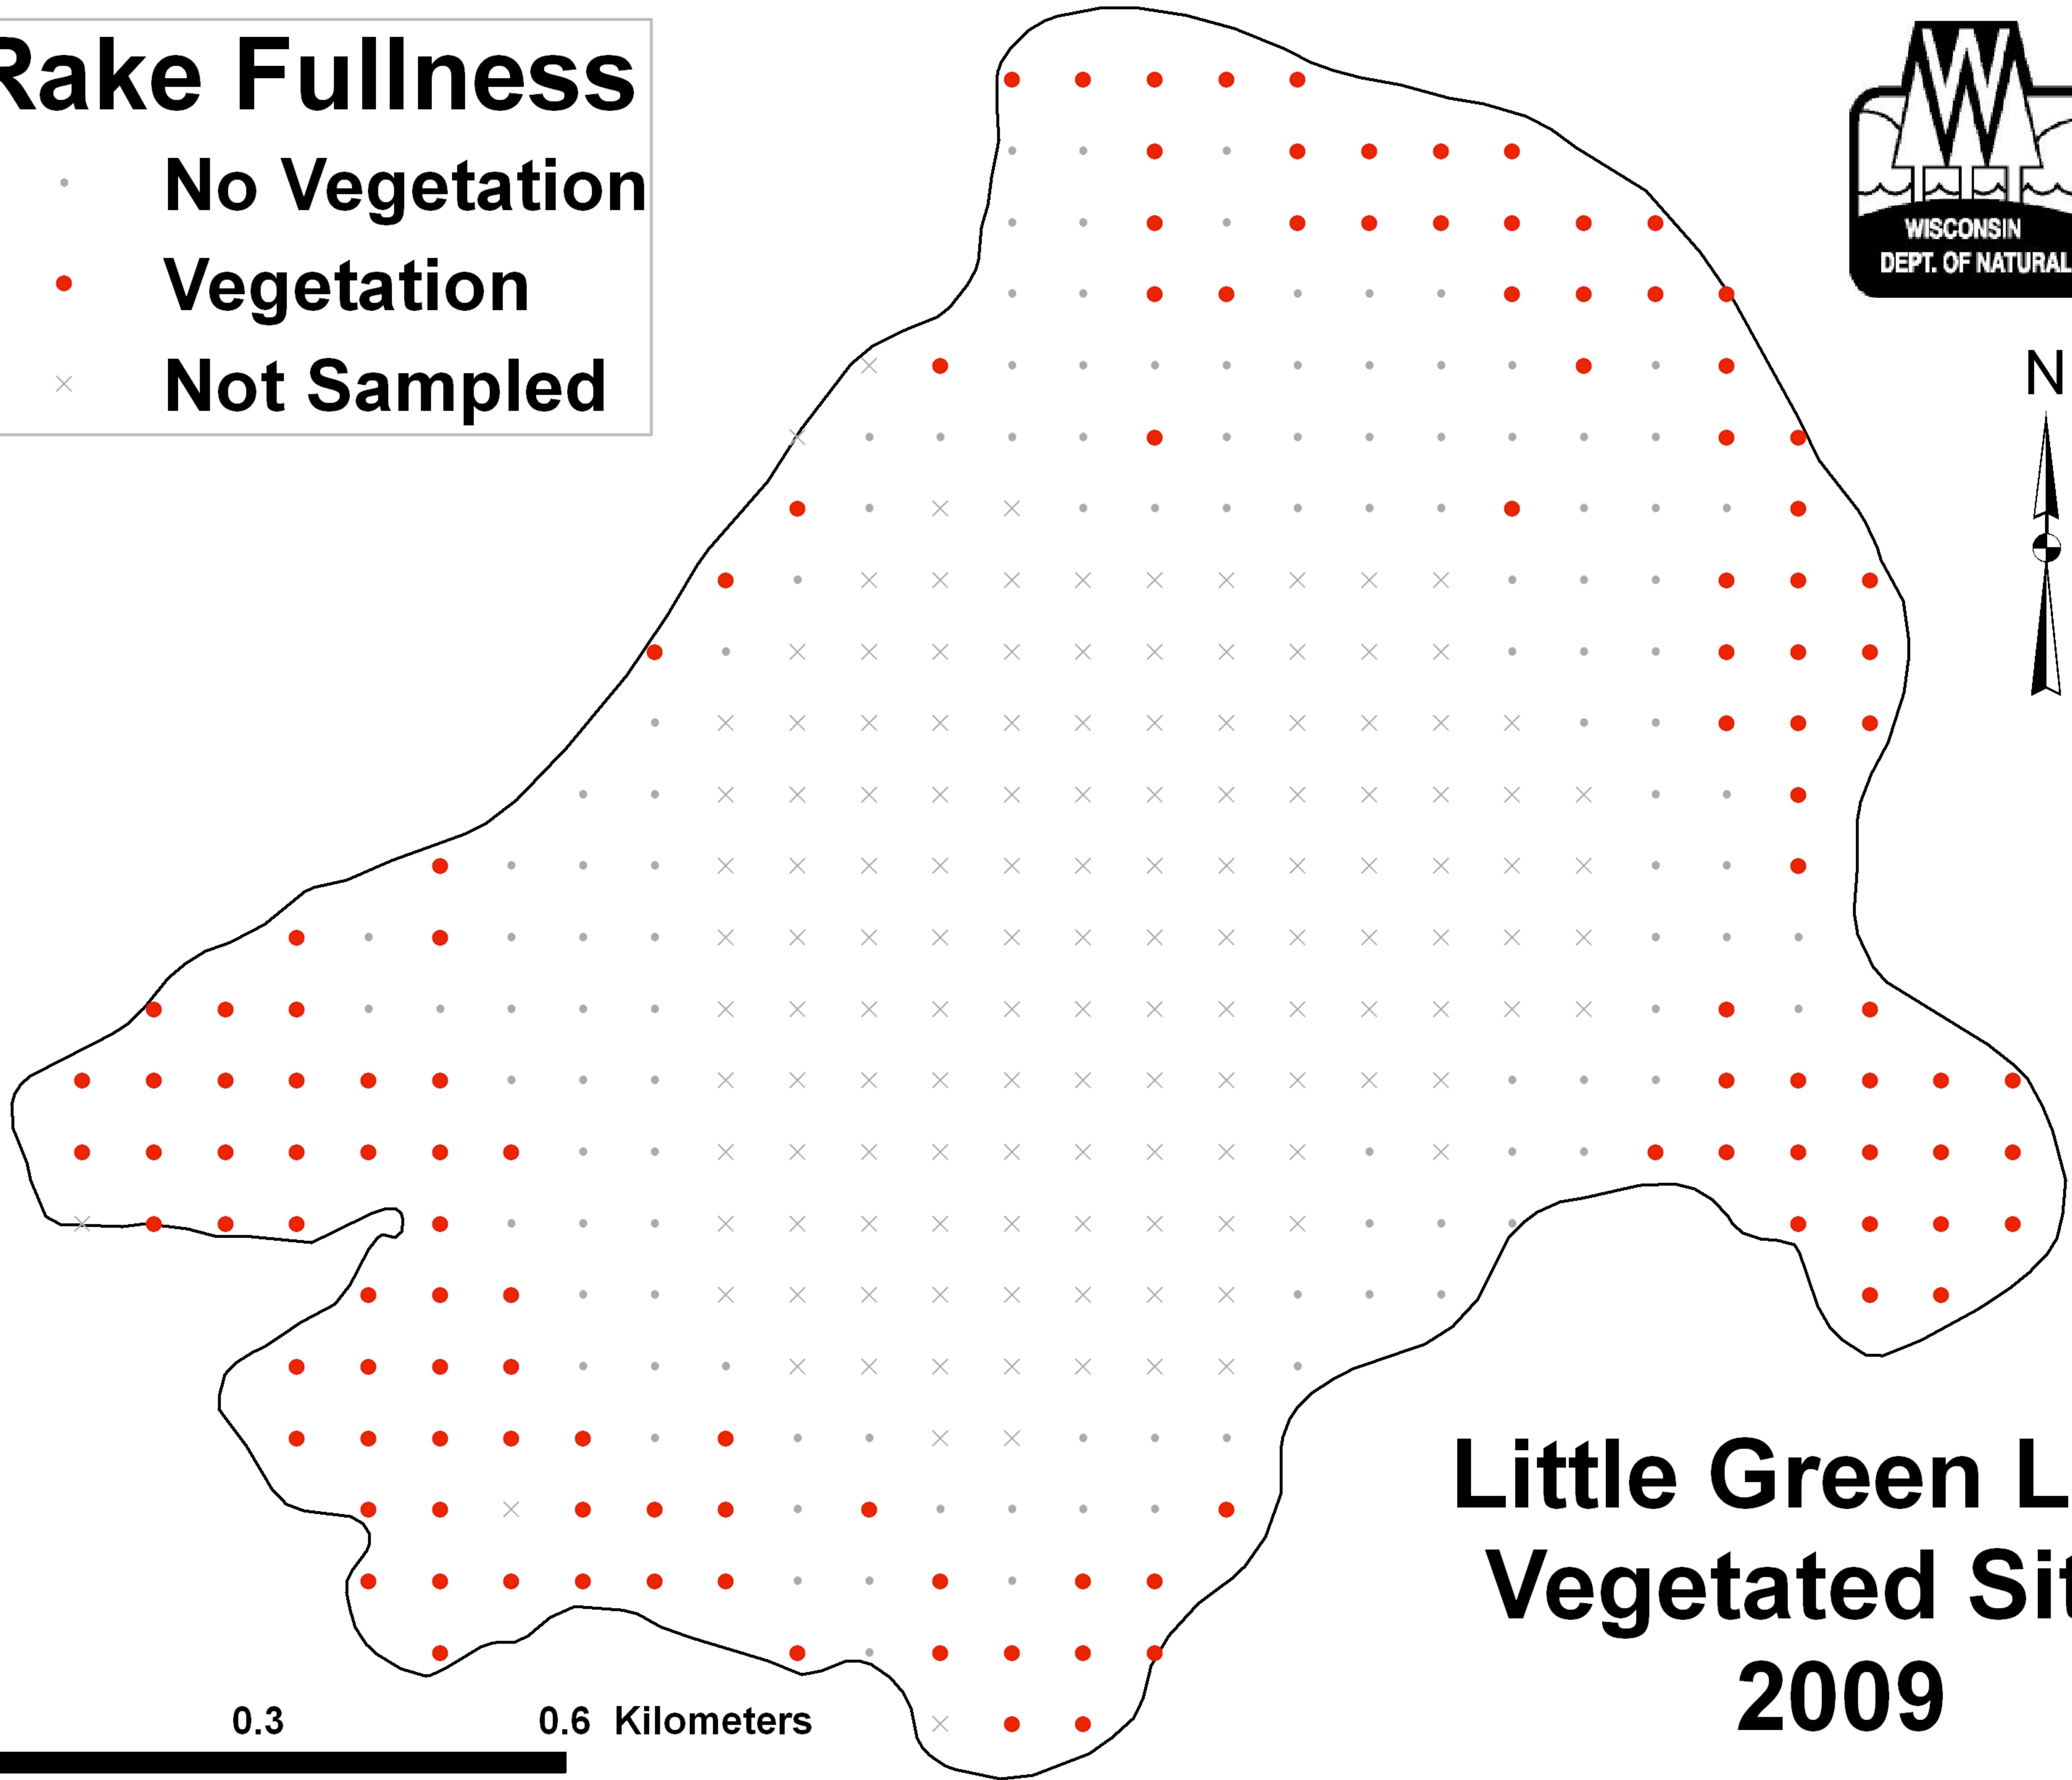 Rake Fullness
No Vegetation
Vegetation
Not Sampled
WISCONSIN
DEPT. OF NATURAL
N
Little Green L
Vegetated Sit
2009
0.3 0.6 Kilometers